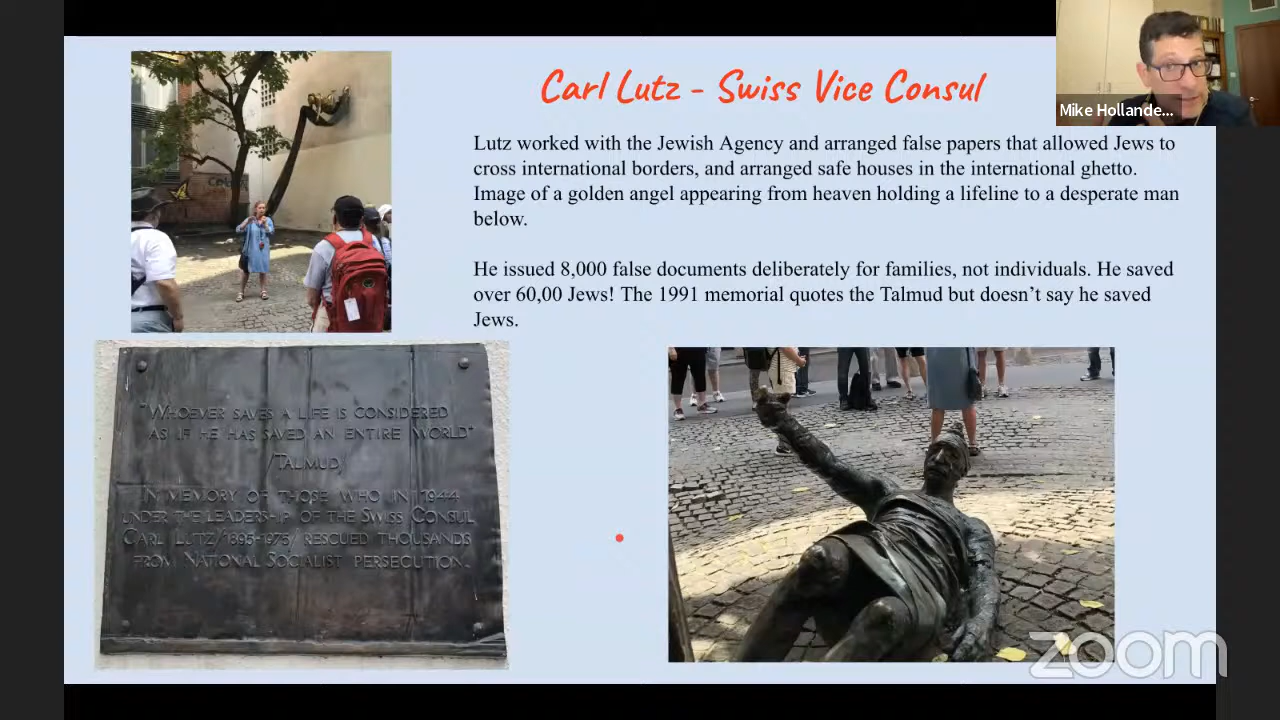 Carl Lutz - Swiss Vice Consul
Mike Hollande...
Lutz worked with the Jewish Agency and arranged false papers that allowed Jews to
cross international borders, and arranged safe houses in the international ghetto.
Image of a golden angel appearing from heaven holding a lifeline to a desperate man
below.
He issued 8,000 false documents deliberately for families, not individuals. He saved
over 60,00 Jews! The 1991 memorial quotes the Talmud but doesn't say he saved
Jews.
"WHOEVER SAVES A LIFE IS CONSIDERED
AS IF HE HAS SAVED AN ENTIRE WORLD"
/TALMUD/
IN MEMORY OF THOSE WHO IN 1944
UNDER THE LEADERSHIP OF THE SWISS CONSUL
CARL LUTZ /1895-1975/ RESCUED THOUSANDS
FROM NATIONAL SOCIALIST PERSECUTION.
zoom